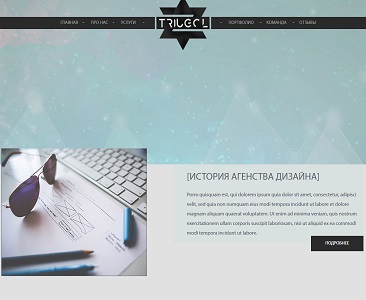 ГЛАВНАЯ - ПРО НАС - УСЛУГИ - TRIGOL - ПОРТФОЛИО - КОМАНДА - ОТЗЫВЫ
[ИСТОРИЯ АГЕНСТВА ДИЗАЙНА]
Porro quisquam est, qui dolorem ipsum quia dolor sit amet, consectetur, adipisci
velit, sed quia non numquam eius modi tempora incidunt ut labore et dolore
magnam aliquam quaerat voluptatem. Ut enim ad minima veniam, quis nostrum
exercitationem ullam corporis suscipit laboriosam, nisi ut aliquid ex ea commodi
modi tempora incidunt ut labore.
ПОДРОБНЕЕ